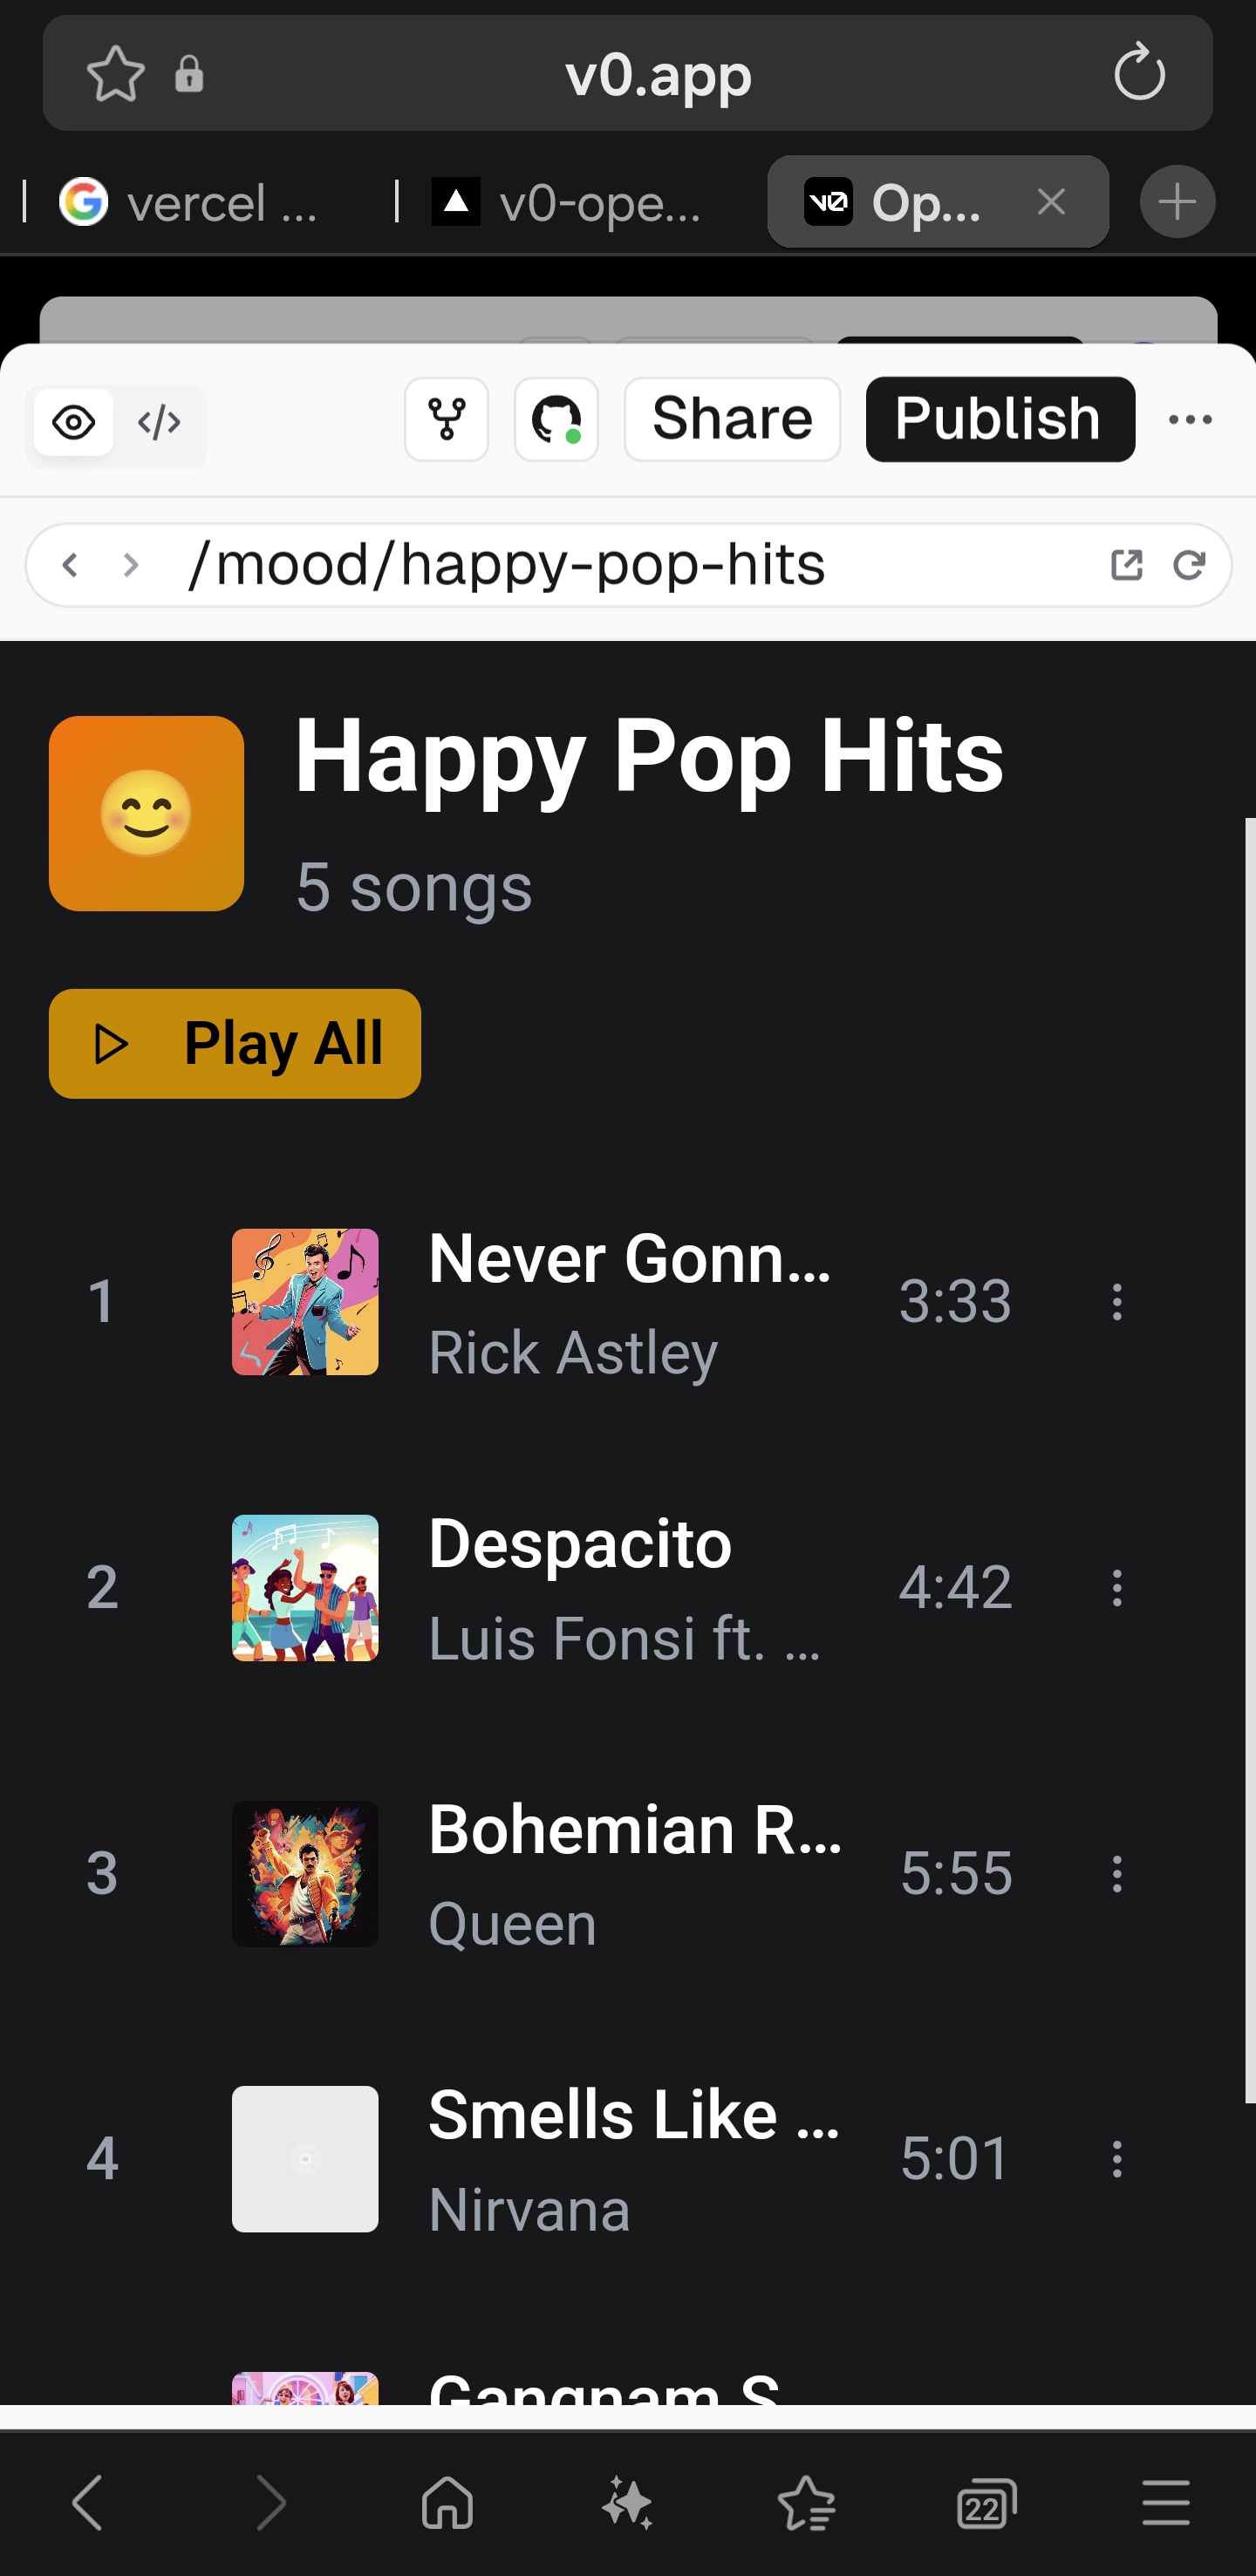 v0.app
vercel ...
v0-ope...
Op...
Share
Publish
/mood/happy-pop-hits
Happy Pop Hits
5 songs
Play All
1
Never Gonn...
Rick Astley
3:33
2
Despacito
Luis Fonsi ft. ...
4:42
3
Bohemian R...
Queen
5:55
4
Smells Like ...
Nirvana
5:01
Gangnam S
22